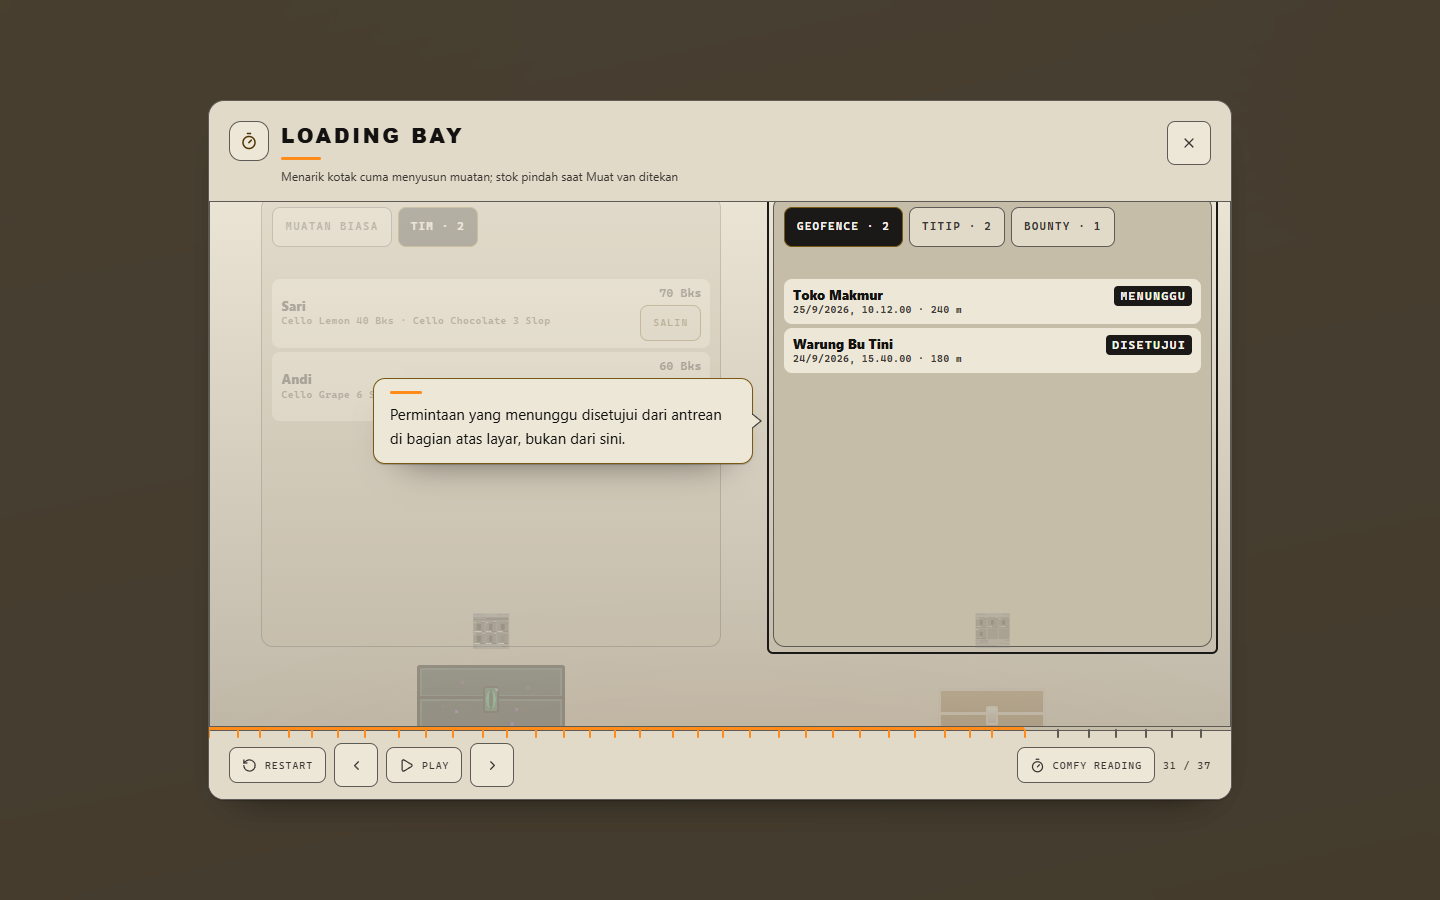 LOADING BAY
Menarik kotak cuma menyusun muatan; stok pindah saat Muat van ditekan
MUATAN BIASA
TIM · 2
Sari
Cello Lemon 40 Bks · Cello Chocolate 3 Slop
70 Bks
SALIN
Andi
Cello Grape 6
60 Bks
GEOFENCE · 2
TITIP · 2
BOUNTY · 1
Toko Makmur
25/9/2026, 10.12.00 · 240 m
MENUNGGU
Warung Bu Tini
24/9/2026, 15.40.00 · 180 m
DISETUJUI
Permintaan yang menunggu disetujui dari antrean
di bagian atas layar, bukan dari sini.
RESTART
PLAY
COMFY READING
31 / 37